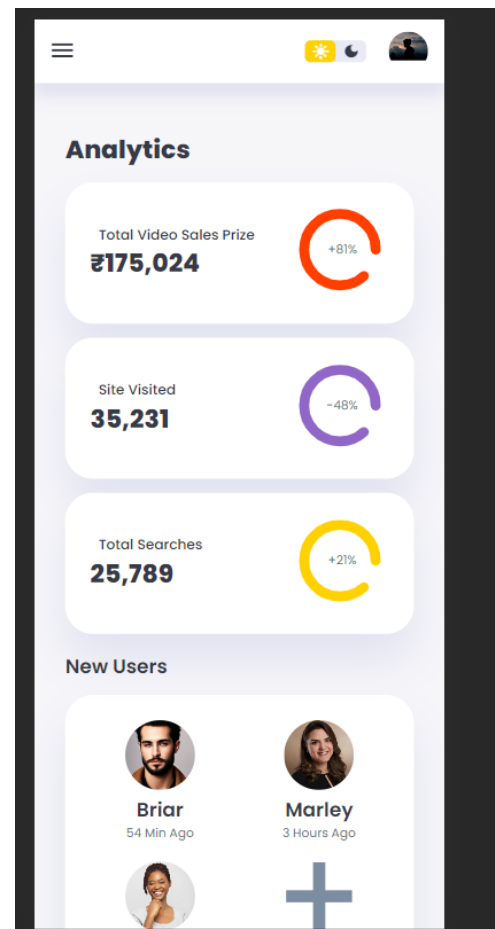 Analytics
Total Video Sales Prize
₹175,024
+81%
Site Visited
35,231
-48%
Total Searches
25,789
+21%
New Users
Briar
54 Min Ago
Marley
3 Hours Ago